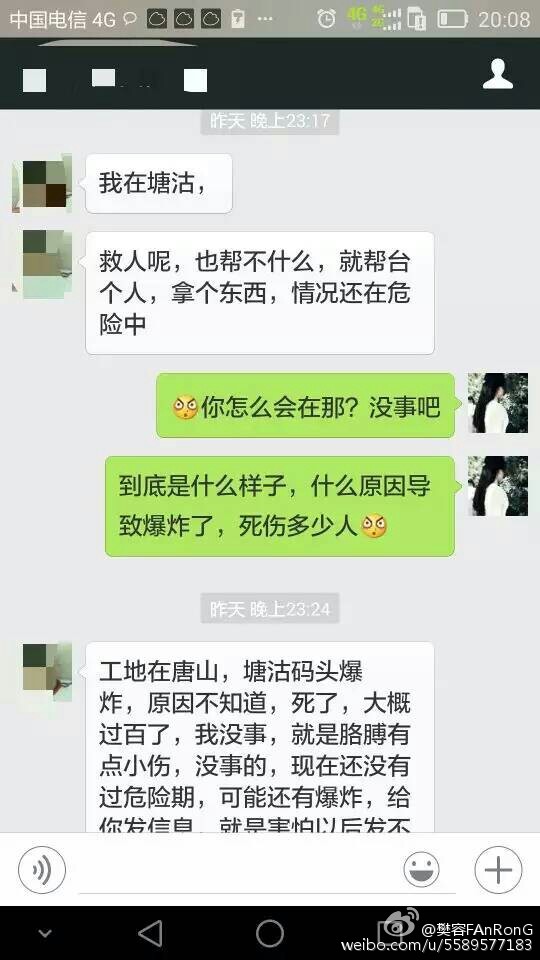 中国电信 4G
4G
4G
2G
20:08
昨天 晚上23:17
我在塘沽，
救人呢，也帮不什么，就帮台
个人，拿个东西，情况还在危
险中
你怎么会在那？没事吧
到底是什么样子，什么原因导
致爆炸了，死伤多少人
昨天 晚上23:24
工地在唐山，塘沽码头爆
炸，原因不知道，死了，大概
过百了，我没事，就是胳膊有
点小伤，没事的，现在还没有
过危险期，可能还有爆炸，给
你发信息，就是害怕以后发不
@樊容FAnRonG
weibo.com/u/5589577183